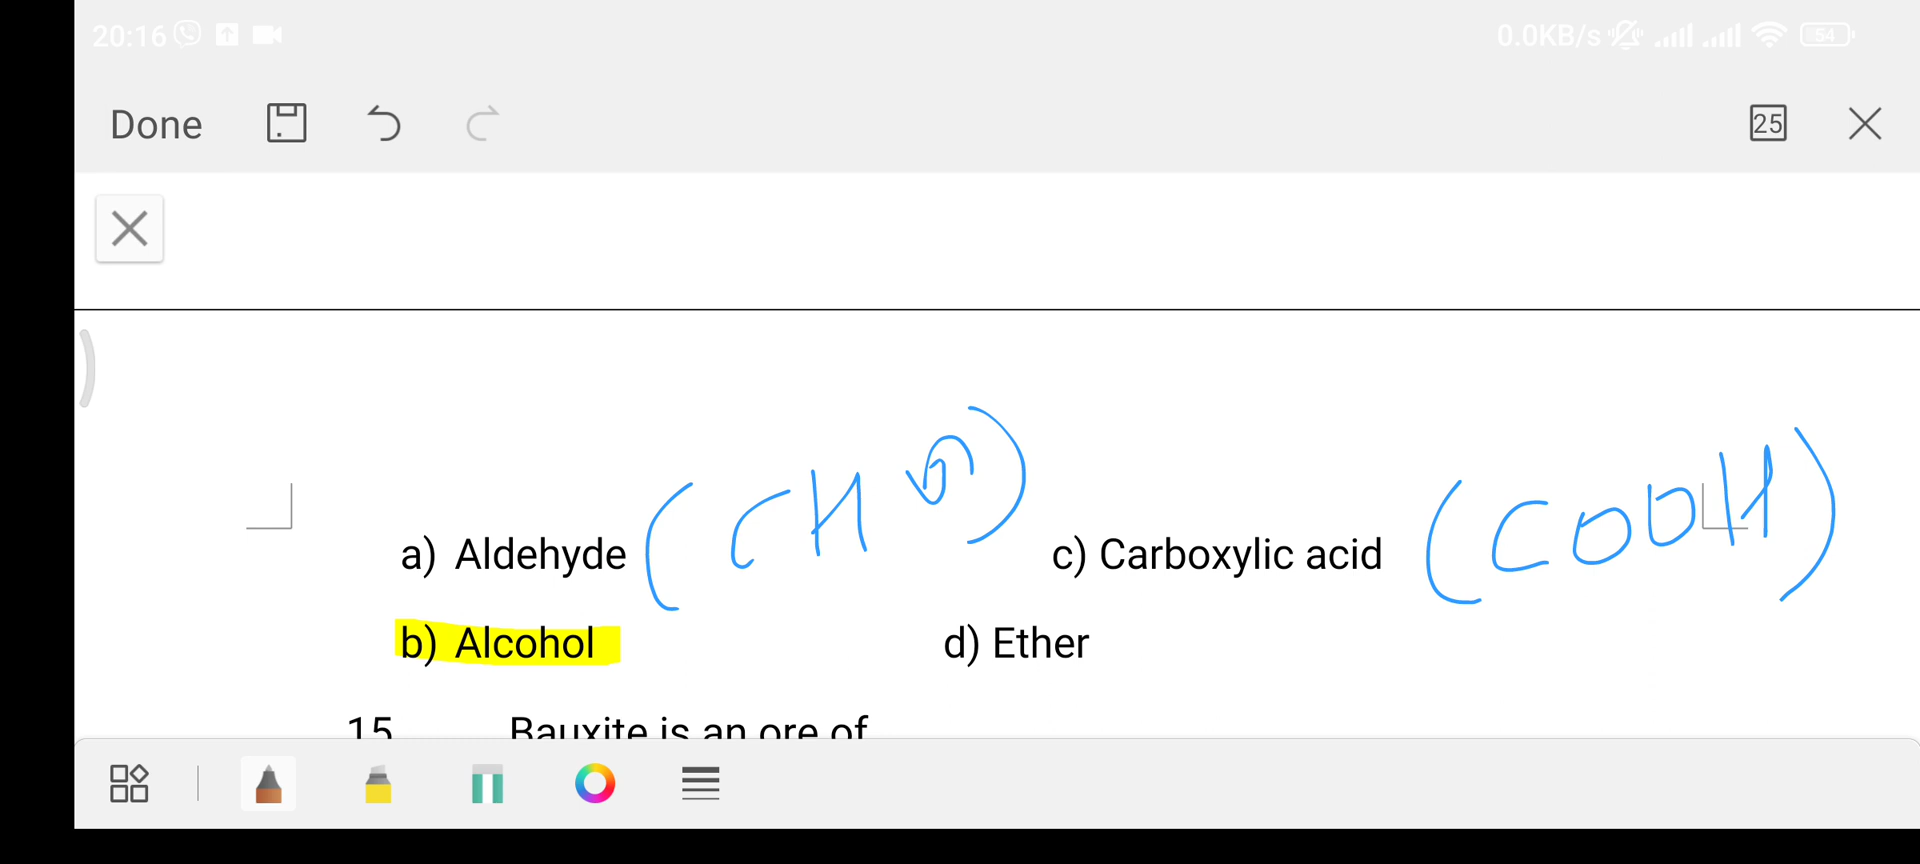 20:16 0.0KB/s 54
Done 25
a) Aldehyde (CHO) c) Carboxylic acid (COOH)
b) Alcohol d) Ether
15 Bauxite is an ore of